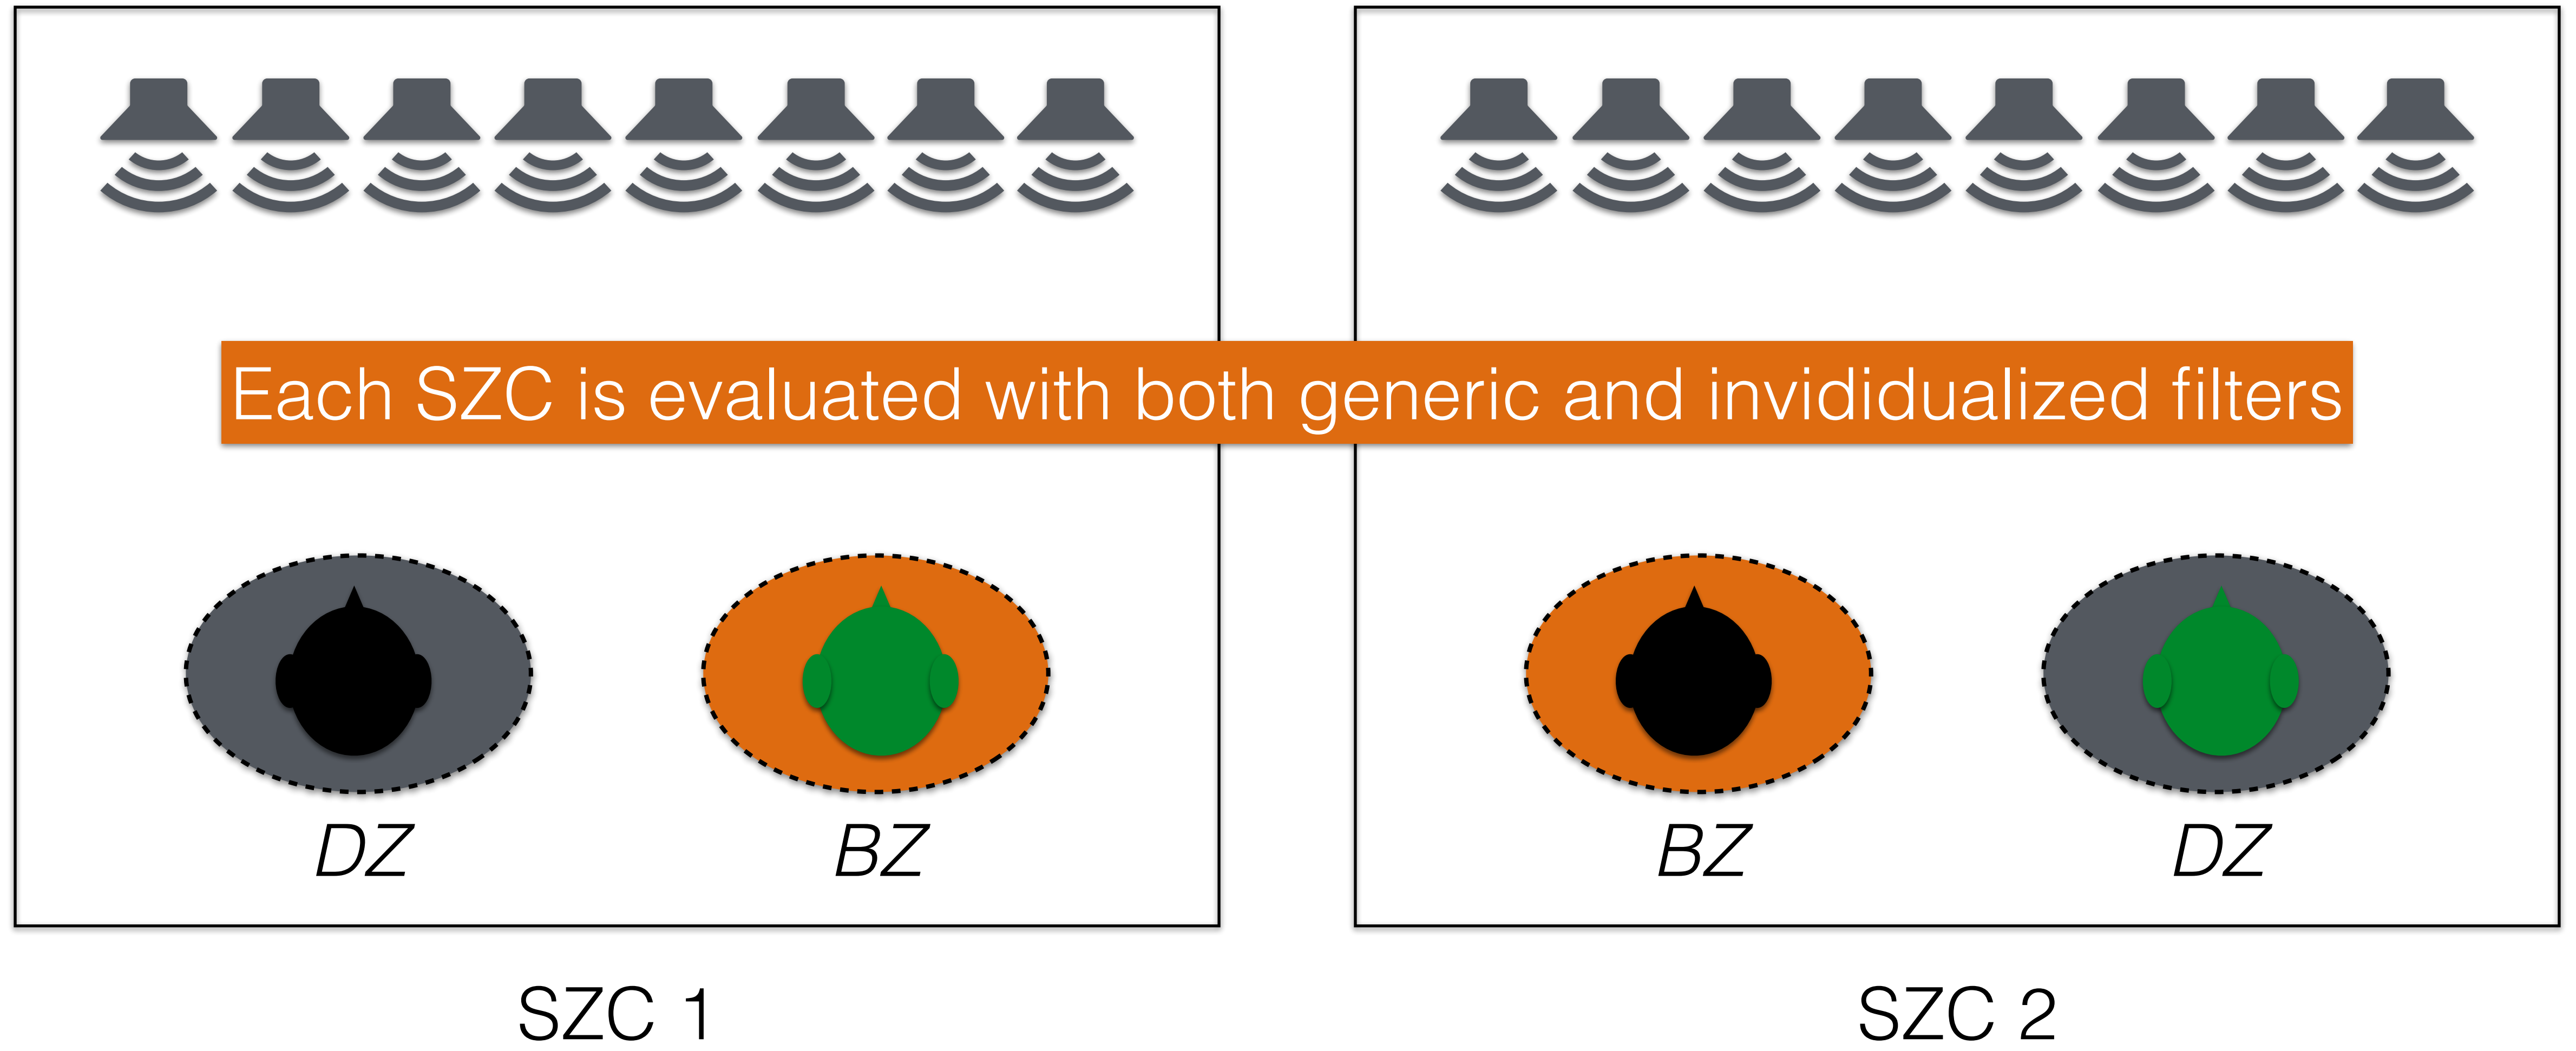 Each SZC is evaluated with both generic and invididualized filters
DZ
BZ
BZ
DZ
SZC 1
SZC 2